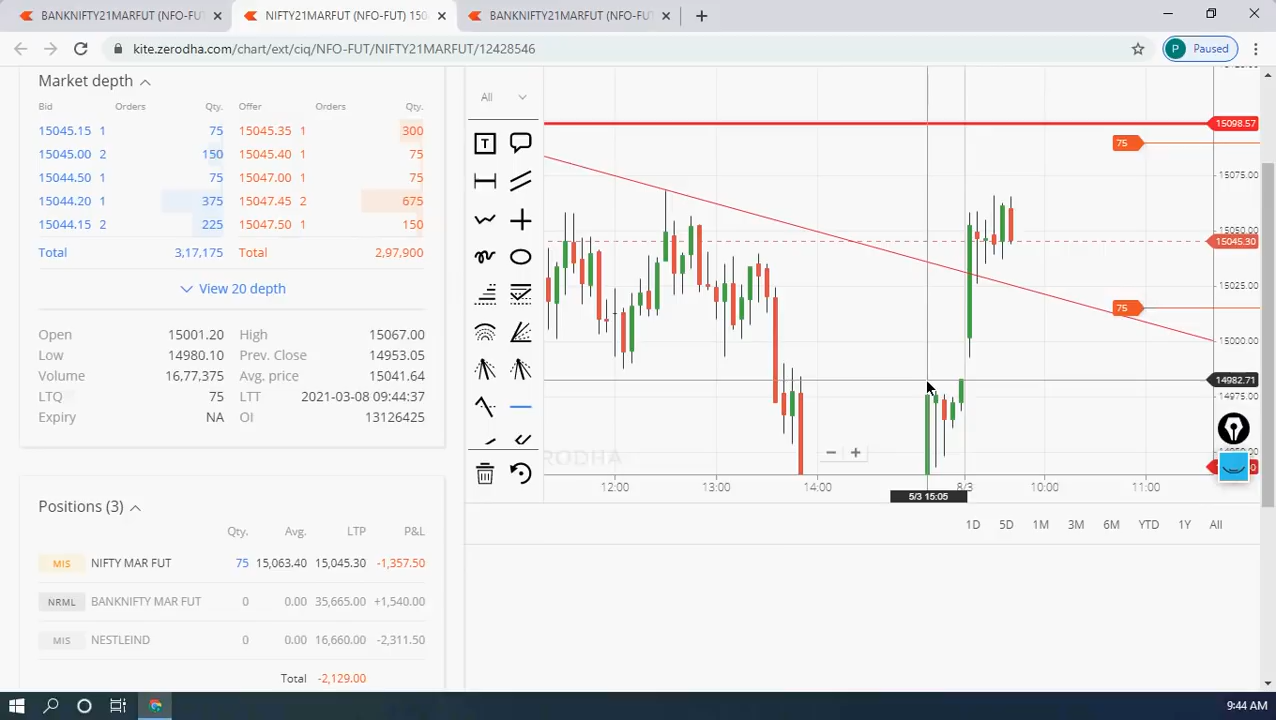 BANKNIFTY21MARFUT (NFO-FU
NIFTY21MARFUT (NFO-FUT) 150
BANKNIFTY21MARFUT (NFO-FU
kite.zerodha.com/chart/ext/ciq/NFO-FUT/NIFTY21MARFUT/12428546
P Paused
Market depth
Bid Orders Qty. Offer Orders Qty.
15045.15 1 75 15045.35 1 300
15045.00 2 150 15045.40 1 75
15044.50 1 75 15047.00 1 75
15044.20 1 375 15047.45 2 675
15044.15 2 225 15047.50 1 150
Total 3,17,175 Total 2,97,900
View 20 depth
Open 15001.20 High 15067.00
Low 14980.10 Prev. Close 14953.05
Volume 16,77,375 Avg. price 15041.64
LTQ 75 LTT 2021-03-08 09:44:37
Expiry NA OI 13126425
Positions (3)
Qty. Avg. LTP P&L
MIS NIFTY MAR FUT 75 15,063.40 15,045.30 -1,357.50
NRML BANKNIFTY MAR FUT 0 0.00 35,665.00 +1,540.00
MIS NESTLEIND 0 0.00 16,660.00 -2,311.50
Total -2,129.00
All
T
15098.57
75
15075.00
15050.00
15045.30
15025.00
75
15000.00
14982.71
14975.00
ZERODHA
12:00 13:00 14:00 8/3 10:00 11:00
5/3 15:05
1D 5D 1M 3M 6M YTD 1Y All
9:44 AM